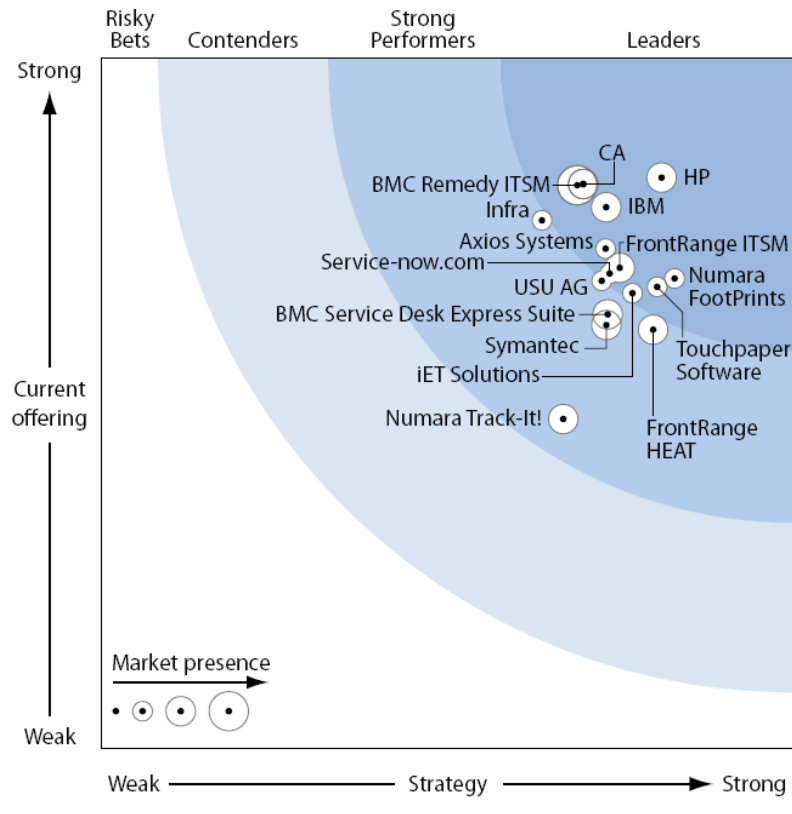 Risky
Bets
Contenders
Strong
Performers
Leaders
Strong
CA
HP
BMC Remedy ITSM
IBM
Infra
Axios Systems
FrontRange ITSM
Service-now.com
Numara
FootPrints
USU AG
BMC Service Desk Express Suite
Symantec
Touchpaper
Software
iET Solutions
Current
offering
Numara Track-It!
FrontRange
HEAT
Market presence
Weak
Weak
Strategy
Strong